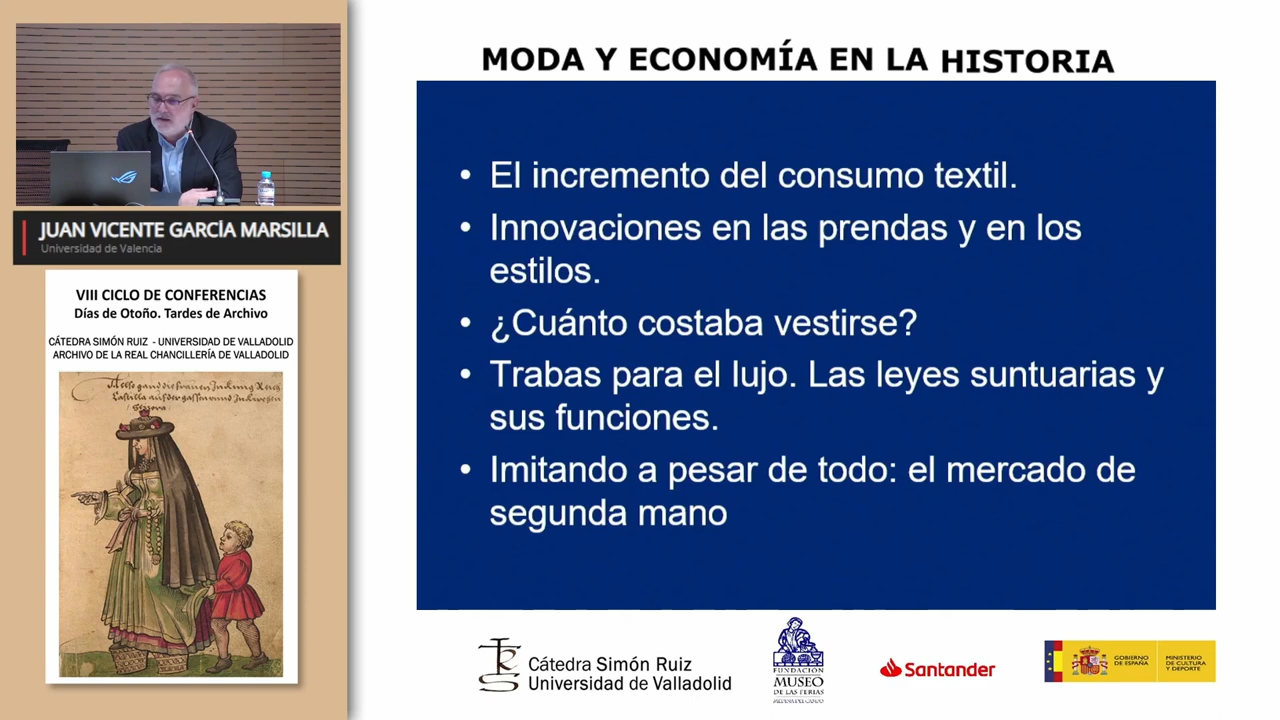 JUAN VICENTE GARCÍA MARSILLA
Universidad de Valencia
VIII CICLO DE CONFERENCIAS
Días de Otoño. Tardes de Archivo
CÁTEDRA SIMÓN RUIZ - UNIVERSIDAD DE VALLADOLID
ARCHIVO DE LA REAL CHANCILLERÍA DE VALLADOLID
MODA Y ECONOMÍA EN LA HISTORIA
• El incremento del consumo textil.
• Innovaciones en las prendas y en los
estilos.
• ¿Cuánto costaba vestirse?
• Trabas para el lujo. Las leyes suntuarias y
sus funciones.
• Imitando a pesar de todo: el mercado de
segunda mano
Cátedra Simón Ruiz
Universidad de Valladolid
FUNDACIÓN
MUSEO
DE LAS FERIAS
MEDINA DEL CAMPO
Santander
GOBIERNO
DE ESPAÑA
MINISTERIO
DE CULTURA
Y DEPORTE